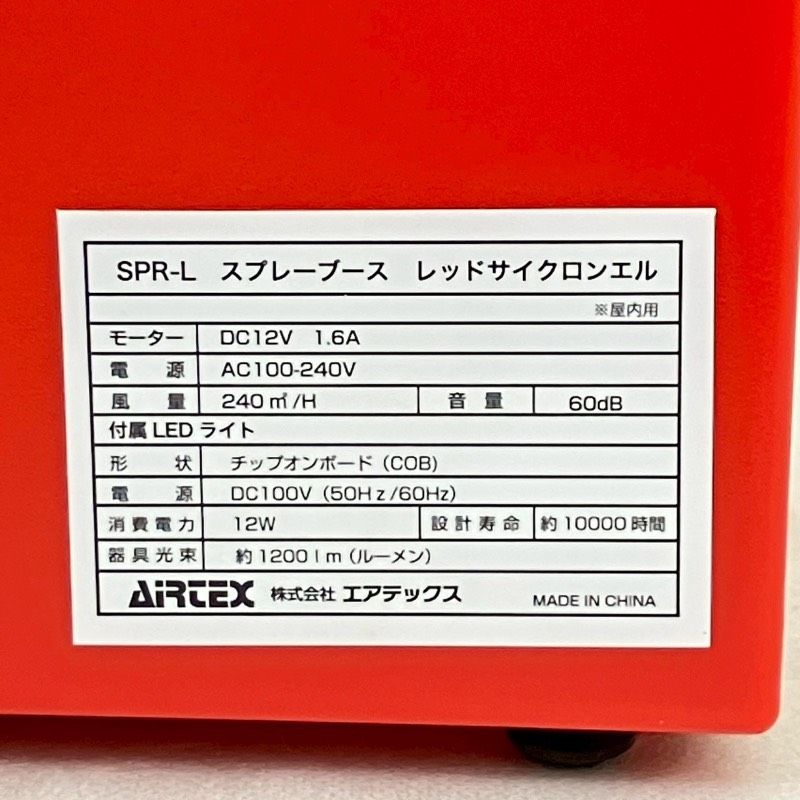 SPR-L スプレーブース レッドサイクロンエル
※屋内用
モーター DC12V 1.6A
電源 AC100-240V
風量 240㎥/H 音量 60dB
付属LEDライト
形状 チップオンボード（COB)
電源 DC100V（50Hz/60Hz）
消費電力 12W 設計寿命 約10000時間
器具光束 約1200lm（ルーメン）
AIRTEX 株式会社 エアテックス MADE IN CHINA